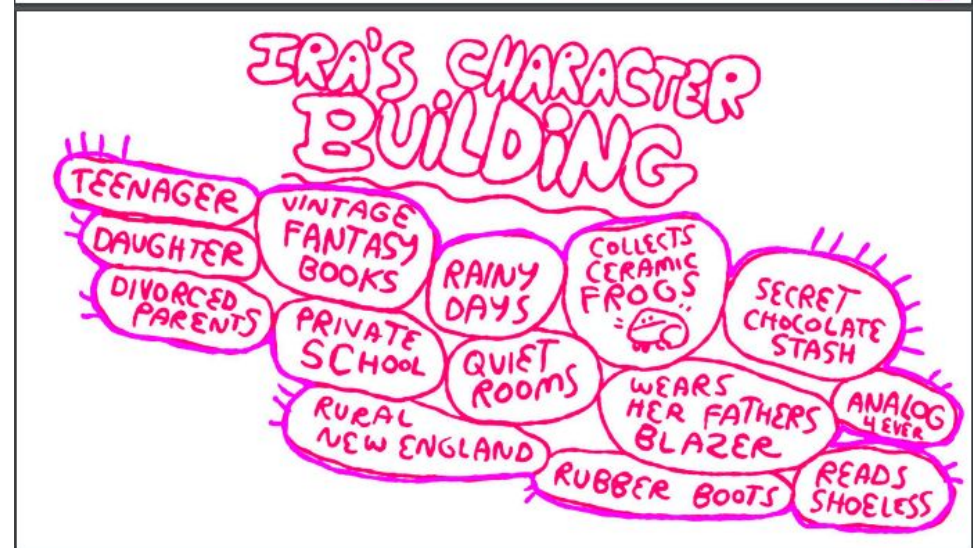 IRA'S CHARACTER
BUiLDiNG
TEENAGER
DAUGHTER
DIVORCED
PARENTS
VINTAGE
FANTASY
BOOKS
PRIVATE
SCHOOL
RURAL
NEW ENGLAND
RAINY
DAYS
QUIET
ROOMS
COLLECTS
CERAMIC
FROGS
WEARS
HER FATHERS
BLAZER
RUBBER BOOTS
SECRET
CHOCOLATE
STASH
ANALOG
4 EVER
READS
SHOELESS